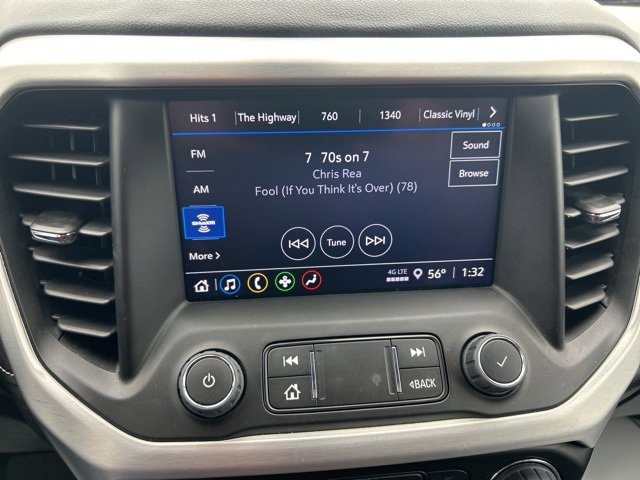 Hits 1 The Highway 760 1340 Classic Vinyl
FM
7 70s on 7
Sound
Chris Rea
Browse
AM
Fool (If You Think It's Over) (78)
SiriusXM
Tune
More
4G LTE 56° 1:32
BACK